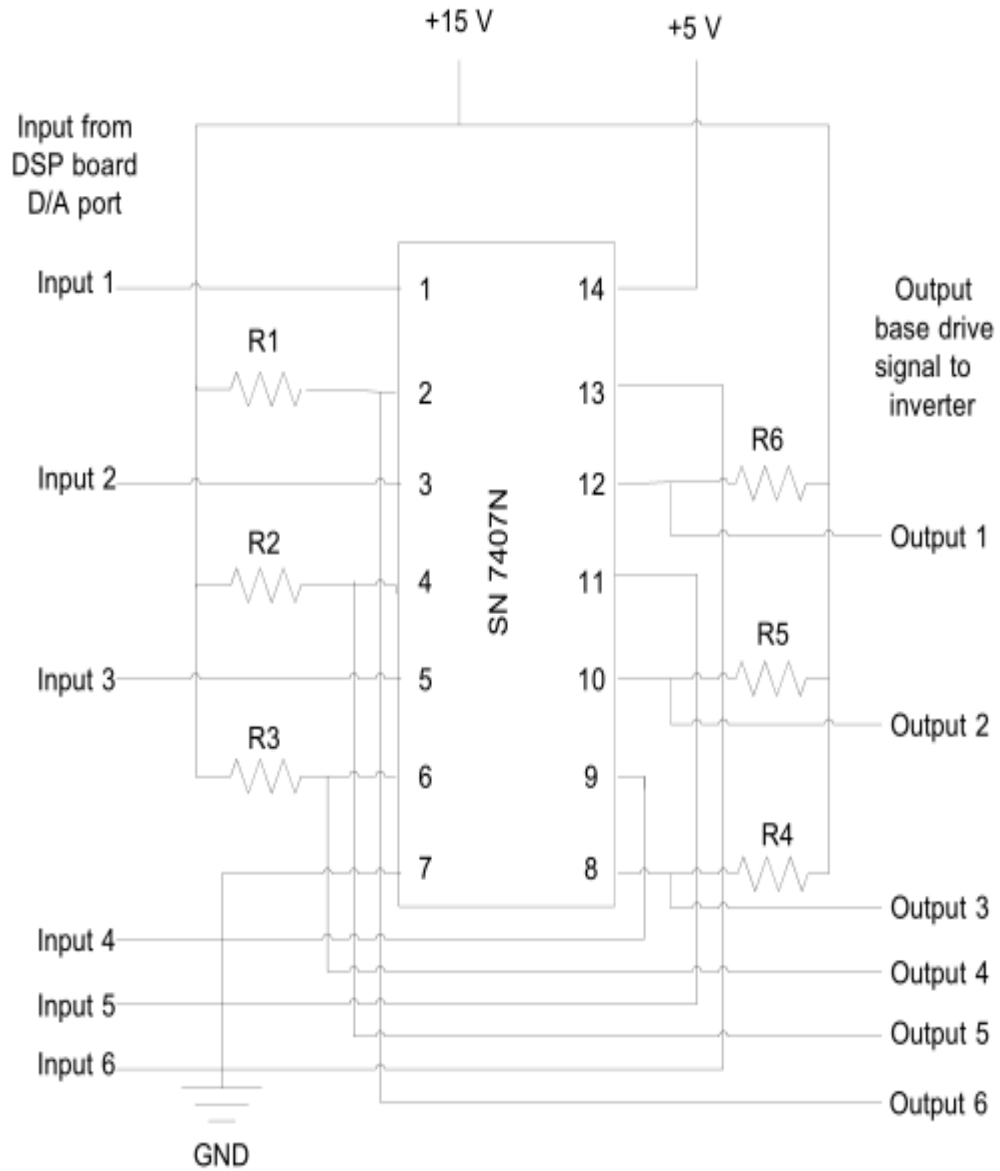 +15 V
+5 V
Input from
DSP board
D/A port
Input 1
1
14
Output
base drive
signal to
inverter
R1
2
13
R6
Input 2
3
12
SN 7407N
Output 1
R2
4
11
R5
Input 3
5
10
Output 2
R3
6
9
R4
7
8
Output 3
Input 4
Output 4
Input 5
Output 5
Input 6
Output 6
GND